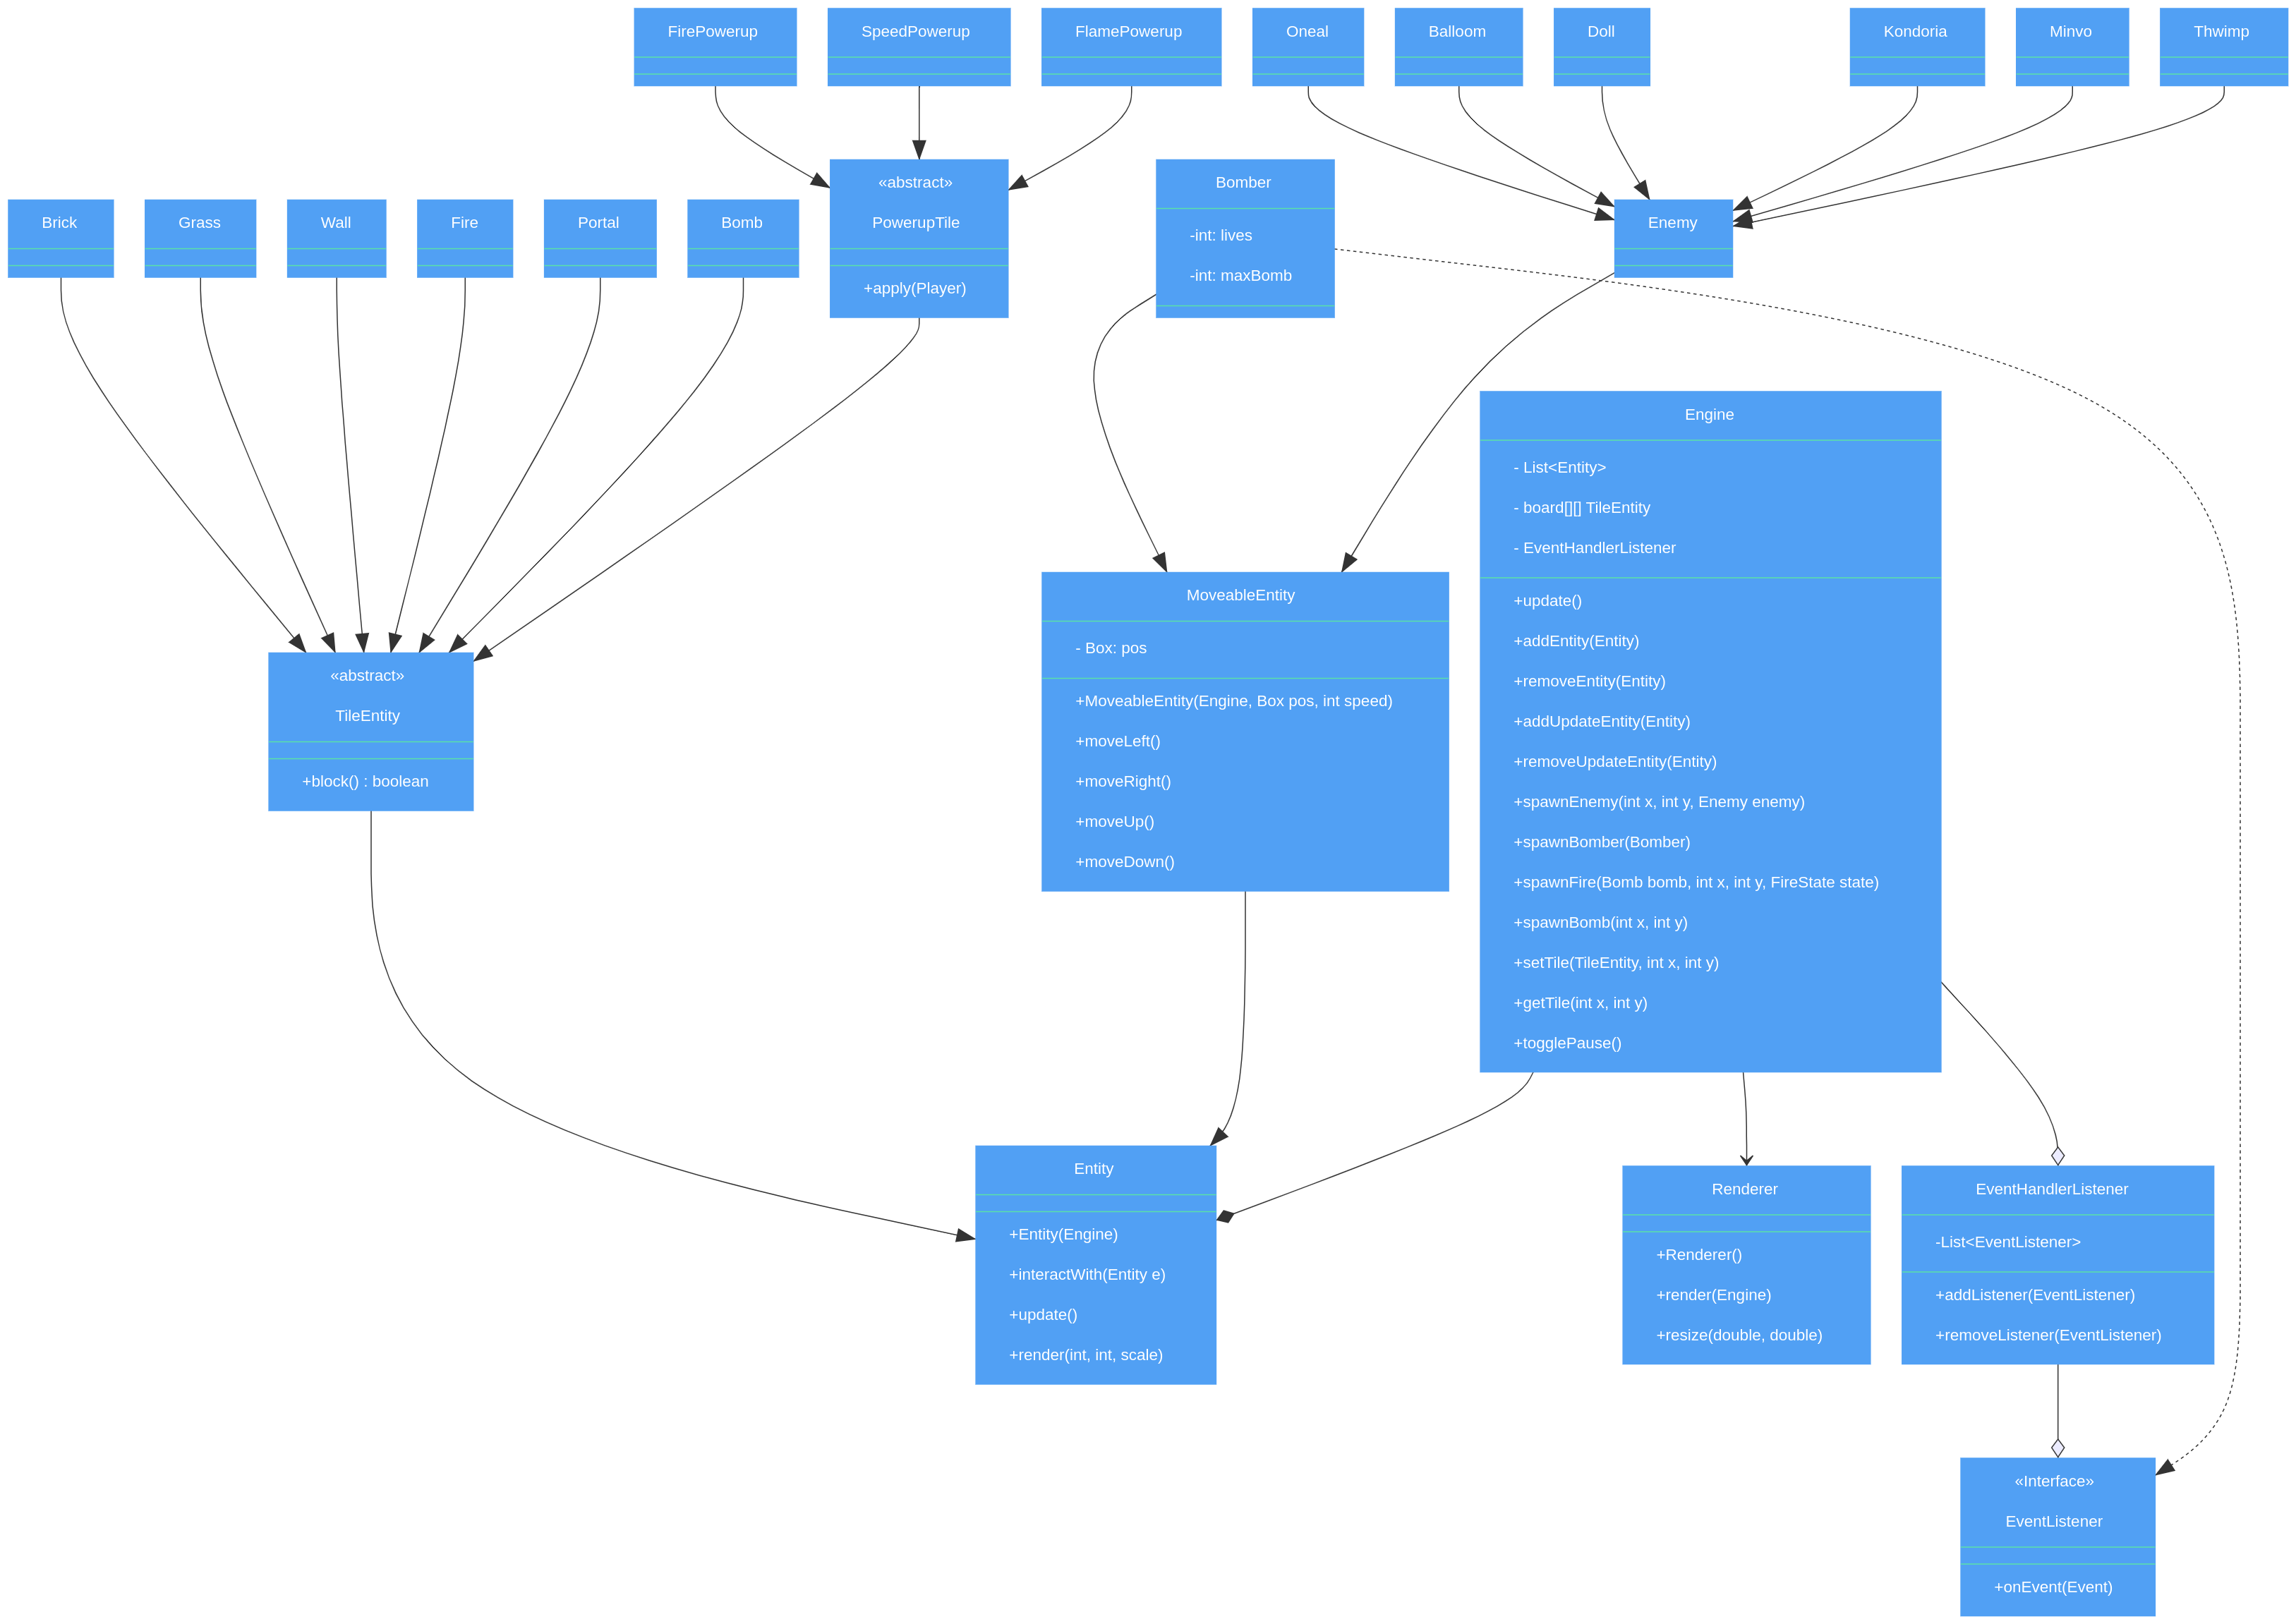 FirePowerup
SpeedPowerup
FlamePowerup
Oneal
Balloom
Doll
Kondoria
Minvo
Thwimp
Brick
Grass
Wall
Fire
Portal
Bomb
«abstract»
PowerupTile
+apply(Player)
Bomber
-int: lives
-int: maxBomb
Enemy
Engine
- List<Entity>
- board[][] TileEntity
- EventHandlerListener
+update()
+addEntity(Entity)
+removeEntity(Entity)
+addUpdateEntity(Entity)
+removeUpdateEntity(Entity)
+spawnEnemy(int x, int y, Enemy enemy)
+spawnBomber(Bomber)
+spawnFire(Bomb bomb, int x, int y, FireState state)
+spawnBomb(int x, int y)
+setTile(TileEntity, int x, int y)
+getTile(int x, int y)
+togglePause()
MoveableEntity
- Box: pos
+MoveableEntity(Engine, Box pos, int speed)
+moveLeft()
+moveRight()
+moveUp()
+moveDown()
«abstract»
TileEntity
+block() : boolean
Entity
+Entity(Engine)
+interactWith(Entity e)
+update()
+render(int, int, scale)
Renderer
+Renderer()
+render(Engine)
+resize(double, double)
EventHandlerListener
-List<EventListener>
+addListener(EventListener)
+removeListener(EventListener)
«Interface»
EventListener
+onEvent(Event)